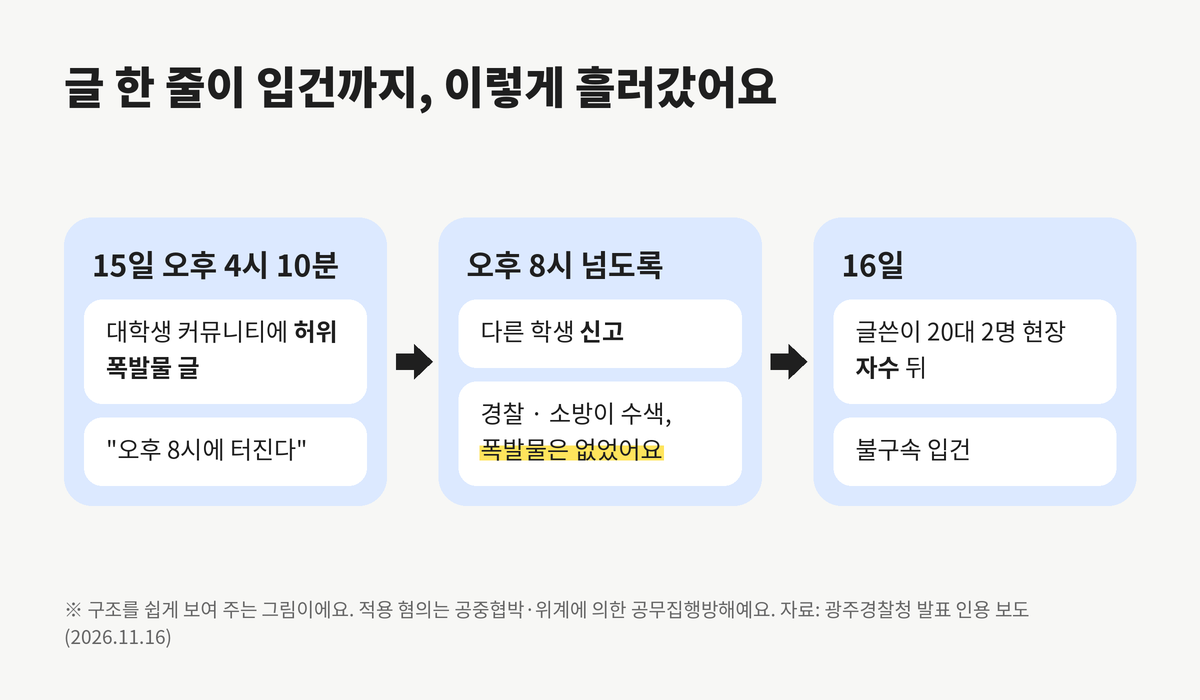 글 한 줄이 입건까지, 이렇게 흘러갔어요
15일 오후 4시 10분
대학생 커뮤니티에 허위
폭발물 글
"오후 8시에 터진다"
오후 8시 넘도록
다른 학생 신고
경찰 · 소방이 수색,
폭발물은 없었어요
16일
글쓴이 20대 2명 현장
자수 뒤
불구속 입건
※ 구조를 쉽게 보여 주는 그림이에요. 적용 혐의는 공중협박·위계에 의한 공무집행방해예요. 자료: 광주경찰청 발표 인용 보도
(2026.11.16)